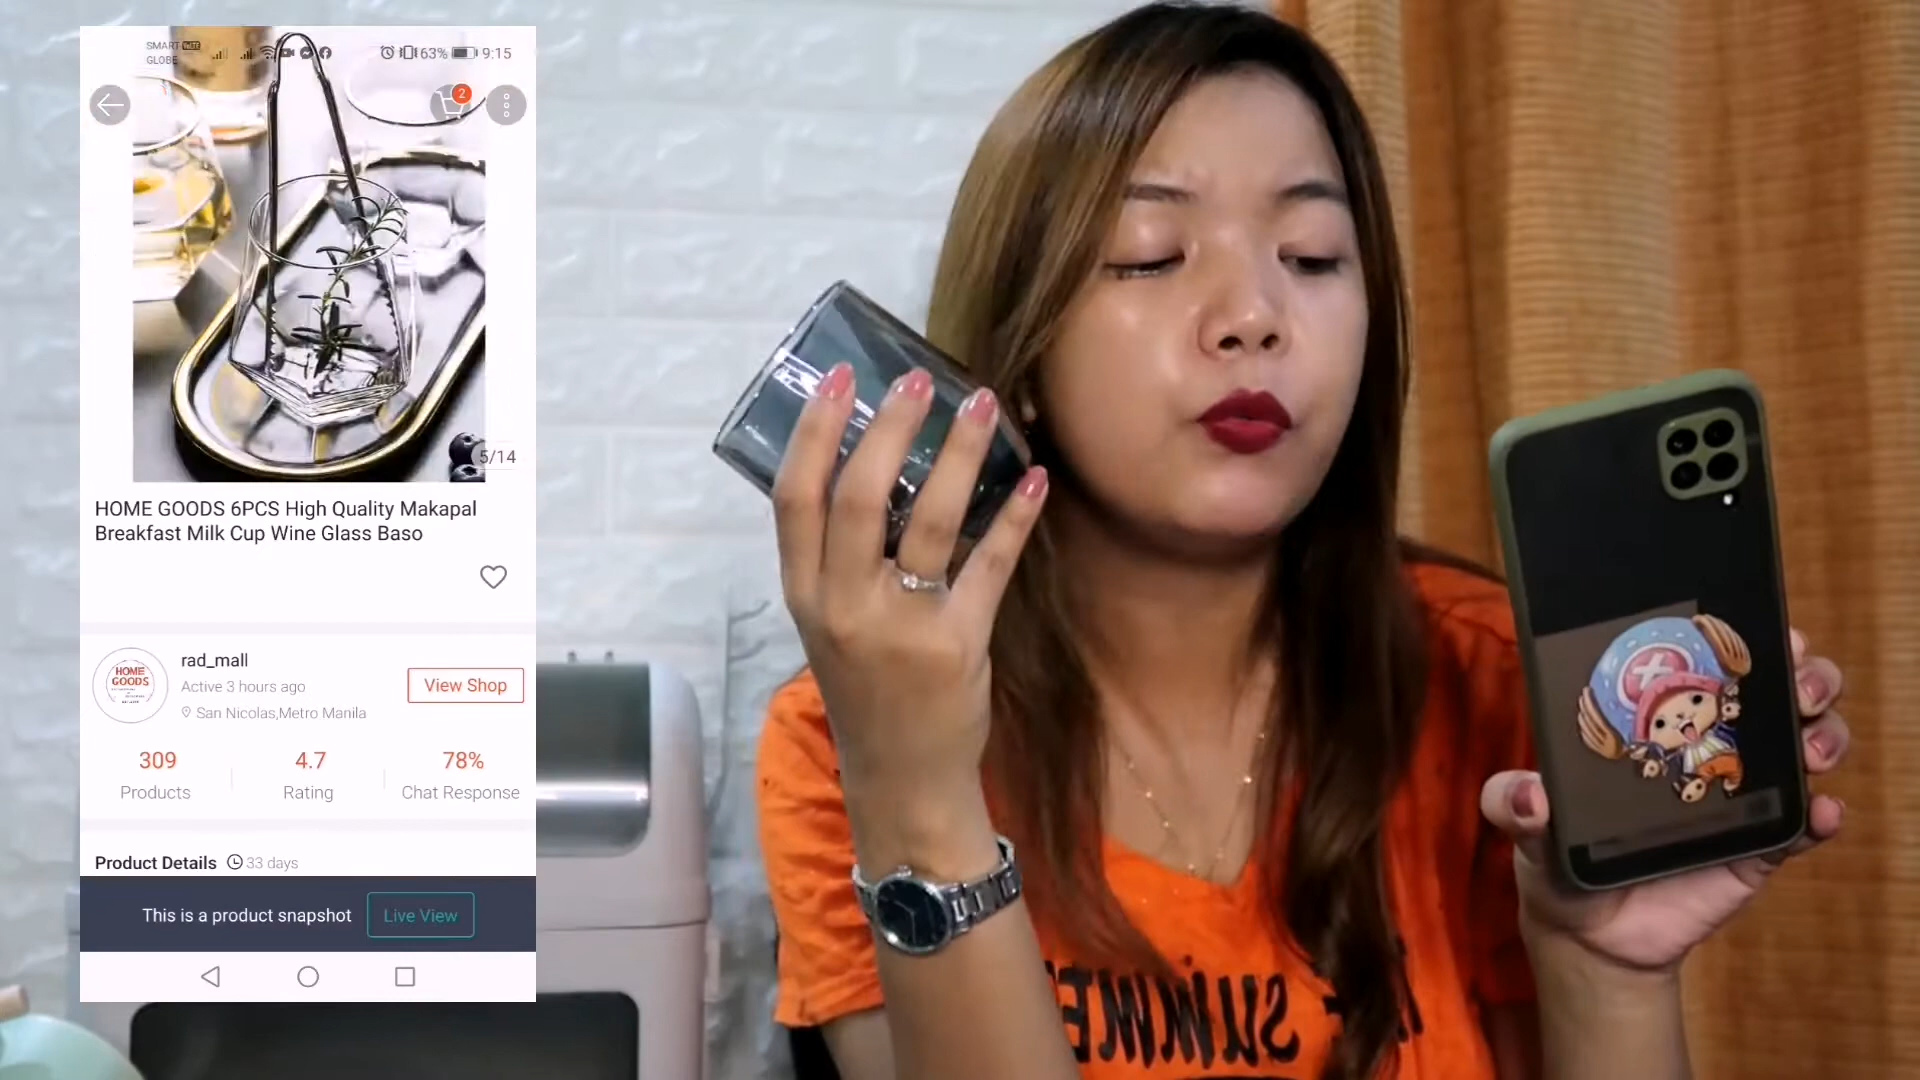 SMART WiFi
GLOBE
63% 9:15
2
5/14
HOME GOODS 6PCS High Quality Makapal
Breakfast Milk Cup Wine Glass Baso
HOME
GOODS
rad_mall
Active 3 hours ago
San Nicolas,Metro Manila
View Shop
309
Products
4.7
Rating
78%
Chat Response
Product Details 33 days
This is a product snapshot
Live View
SUMME